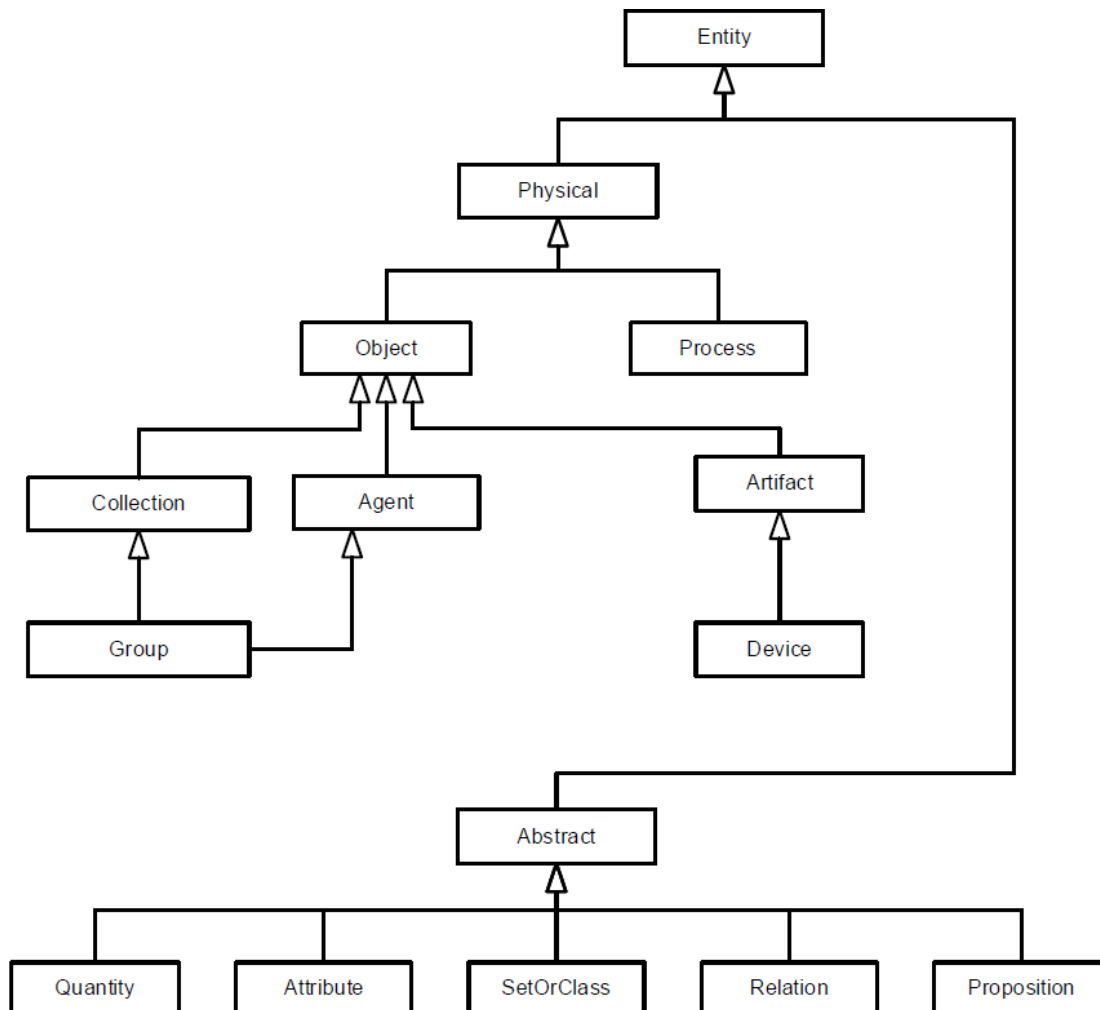 Entity
Physical
Object
Process
Collection
Agent
Artifact
Group
Device
Abstract
Quantity
Attribute
SetOrClass
Relation
Proposition